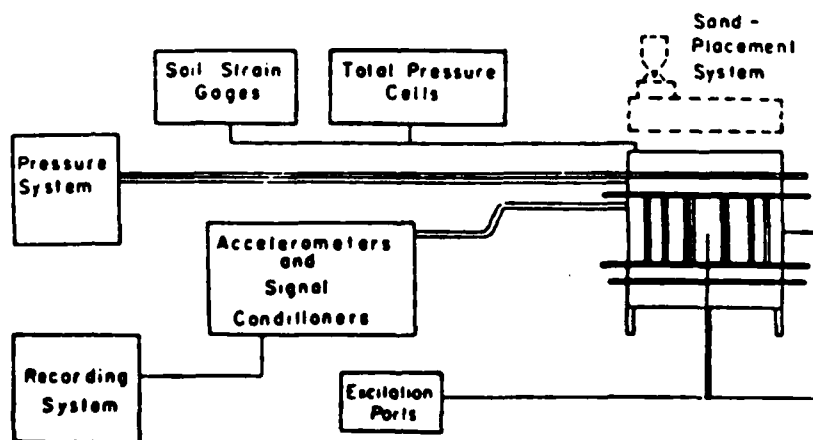 Sand-
Placement
System
Soil Strain
Gages
Total Pressure
Cells
Pressure
System
Accelerometers
and
Signal
Conditioners
Recording
System
Excitation
Ports